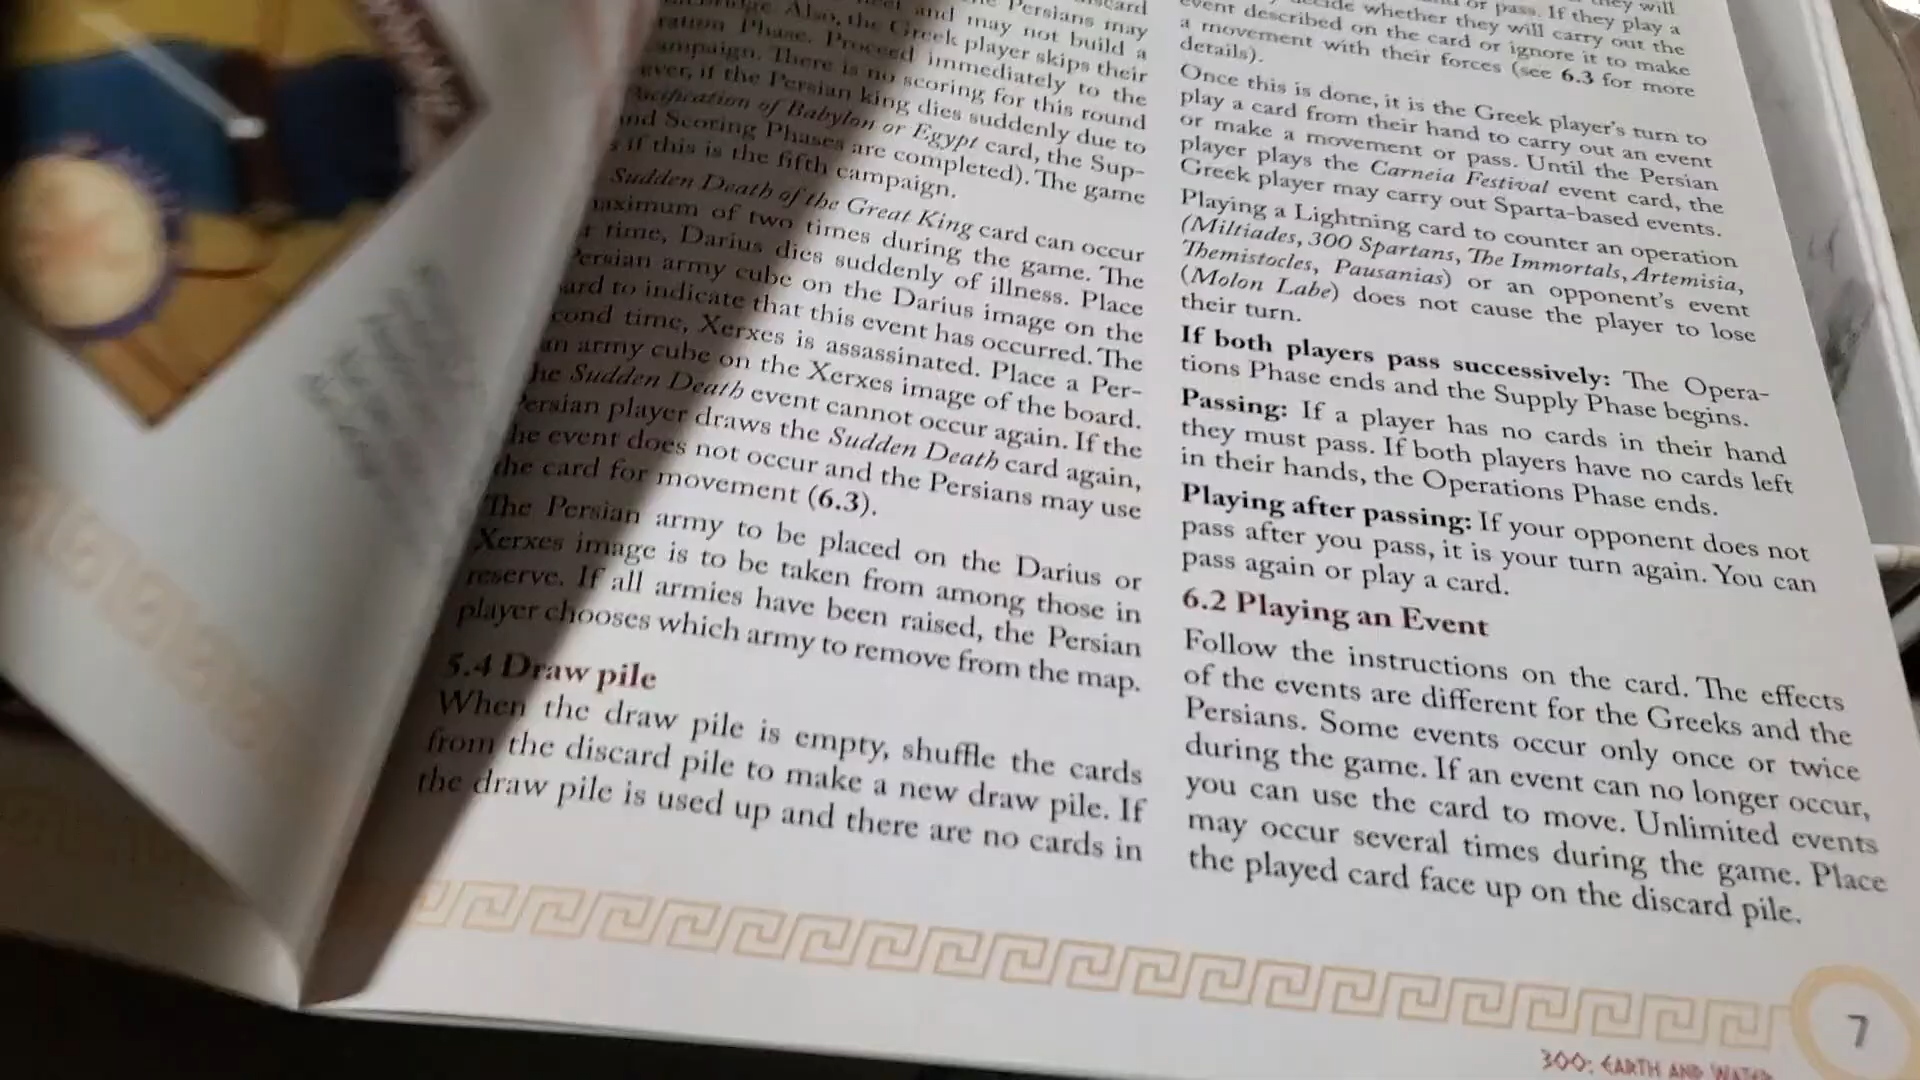 Persians may
and may not build a
Also, the Greek player skips their
Phase. Proceed immediately to the
There is no scoring for this round
if the Persian king dies suddenly due to
Pacification of Babylon or Egypt card, the Sup-
and Scoring Phases are completed). The game
if this is the fifth campaign.
Sudden Death of the Great King card can occur
maximum of two times during the game. The
time, Darius dies suddenly of illness. Place
Persian army cube on the Darius image on the
to indicate that this event has occurred. The
time, Xerxes is assassinated. Place a Per-
army cube on the Xerxes image of the board.
Sudden Death event cannot occur again. If the
Persian player draws the Sudden Death card again,
the event does not occur and the Persians may use
the card for movement (6.3).
The Persian army to be placed on the Darius or
Xerxes image is to be taken from among those in
reserve. If all armies have been raised, the Persian
player chooses which army to remove from the map.
5.4 Draw pile
When the draw pile is empty, shuffle the cards
from the discard pile to make a new draw pile. If
the draw pile is used up and there are no cards in
they will
or pass. If they play a
whether they will carry out the
event described on the card or ignore it to make
a movement with their forces (see 6.3 for more
details).
Once this is done, it is the Greek player's turn to
play a card from their hand to carry out an event
or make a movement or pass. Until the Persian
player plays the Carneia Festival event card, the
Greek player may carry out Sparta-based events.
Playing a Lightning card to counter an operation
(Miltiades, 300 Spartans, The Immortals, Artemisia,
Themistocles, Pausanias) or an opponent's event
(Molon Labe) does not cause the player to lose
their turn.
If both players pass successively: The Opera-
tions Phase ends and the Supply Phase begins.
Passing: If a player has no cards in their hand
they must pass. If both players have no cards left
in their hands, the Operations Phase ends.
Playing after passing: If your opponent does not
pass after you pass, it is your turn again. You can
pass again or play a card.
6.2 Playing an Event
Follow the instructions on the card. The effects
of the events are different for the Greeks and the
Persians. Some events occur only once or twice
during the game. If an event can no longer occur,
you can use the card to move. Unlimited events
may occur several times during the game. Place
the played card face up on the discard pile.
7
300: EARTH AND WATER